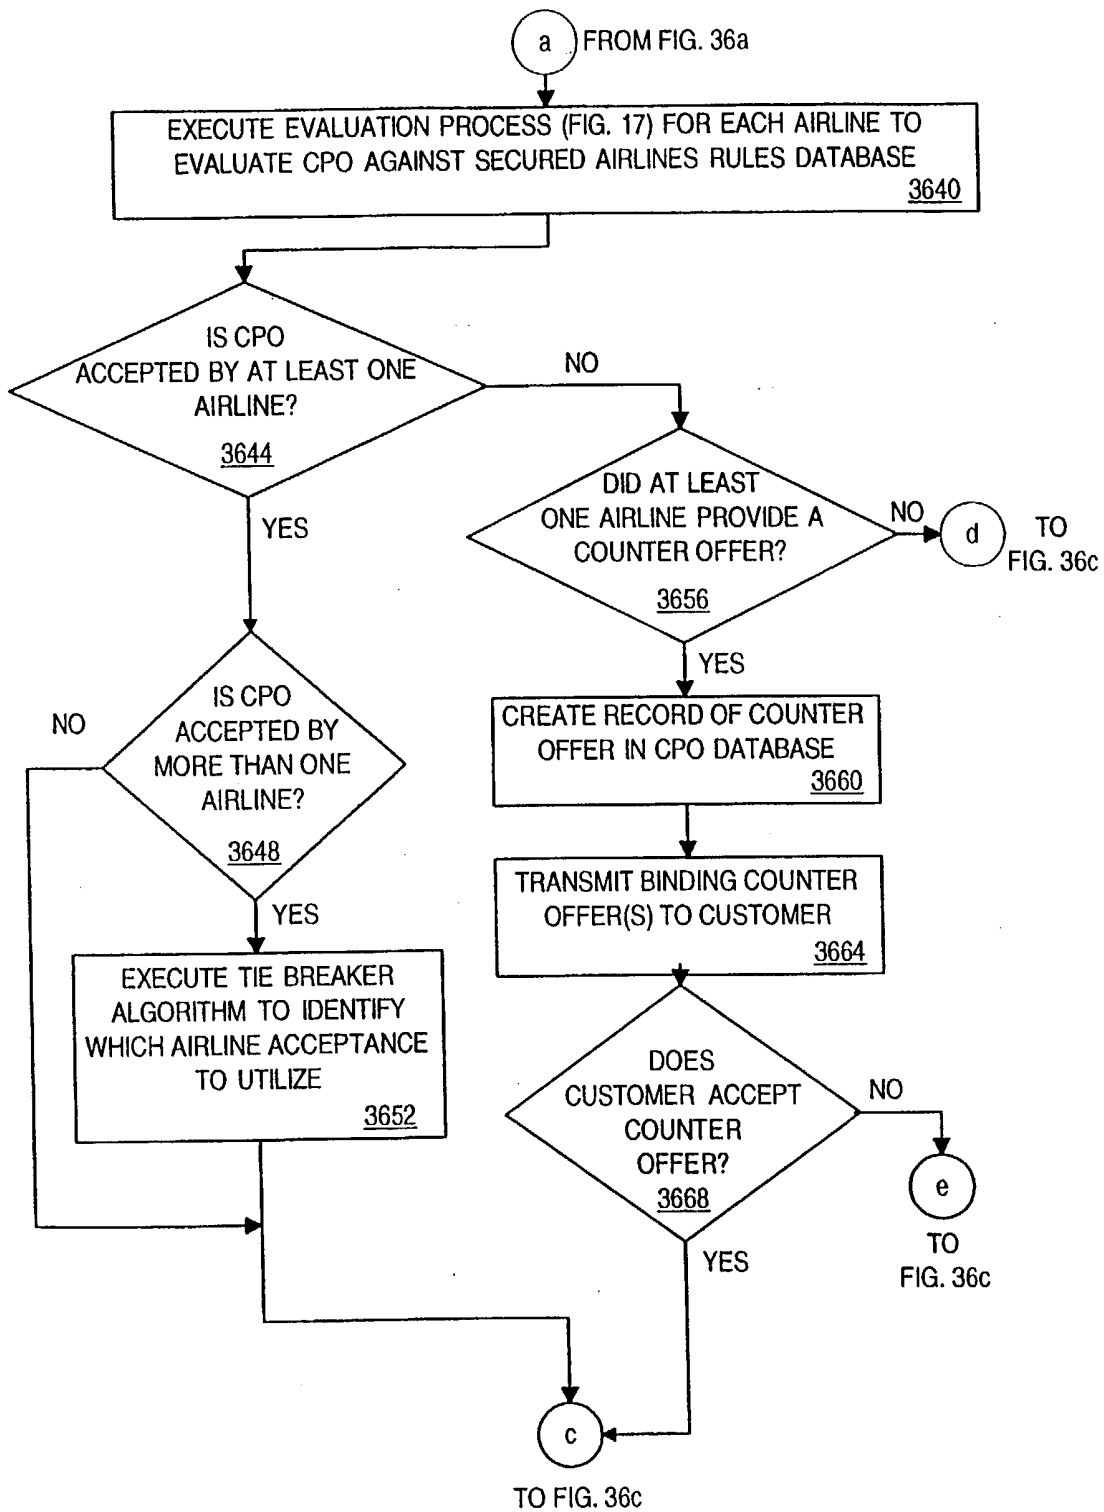 a
FROM FIG. 36a
EXECUTE EVALUATION PROCESS (FIG. 17) FOR EACH AIRLINE TO
EVALUATE CPO AGAINST SECURED AIRLINES RULES DATABASE
3640
IS CPO
ACCEPTED BY AT LEAST ONE
AIRLINE?
3644
NO
YES
DID AT LEAST
ONE AIRLINE PROVIDE A
COUNTER OFFER?
3656
NO
d
TO
FIG. 36c
YES
IS CPO
ACCEPTED BY
MORE THAN ONE
AIRLINE?
3648
NO
YES
CREATE RECORD OF COUNTER
OFFER IN CPO DATABASE
3660
TRANSMIT BINDING COUNTER
OFFER(S) TO CUSTOMER
3664
EXECUTE TIE BREAKER
ALGORITHM TO IDENTIFY
WHICH AIRLINE ACCEPTANCE
TO UTILIZE
3652
DOES
CUSTOMER ACCEPT
COUNTER
OFFER?
3668
NO
e
TO
FIG. 36c
YES
c
TO FIG. 36c